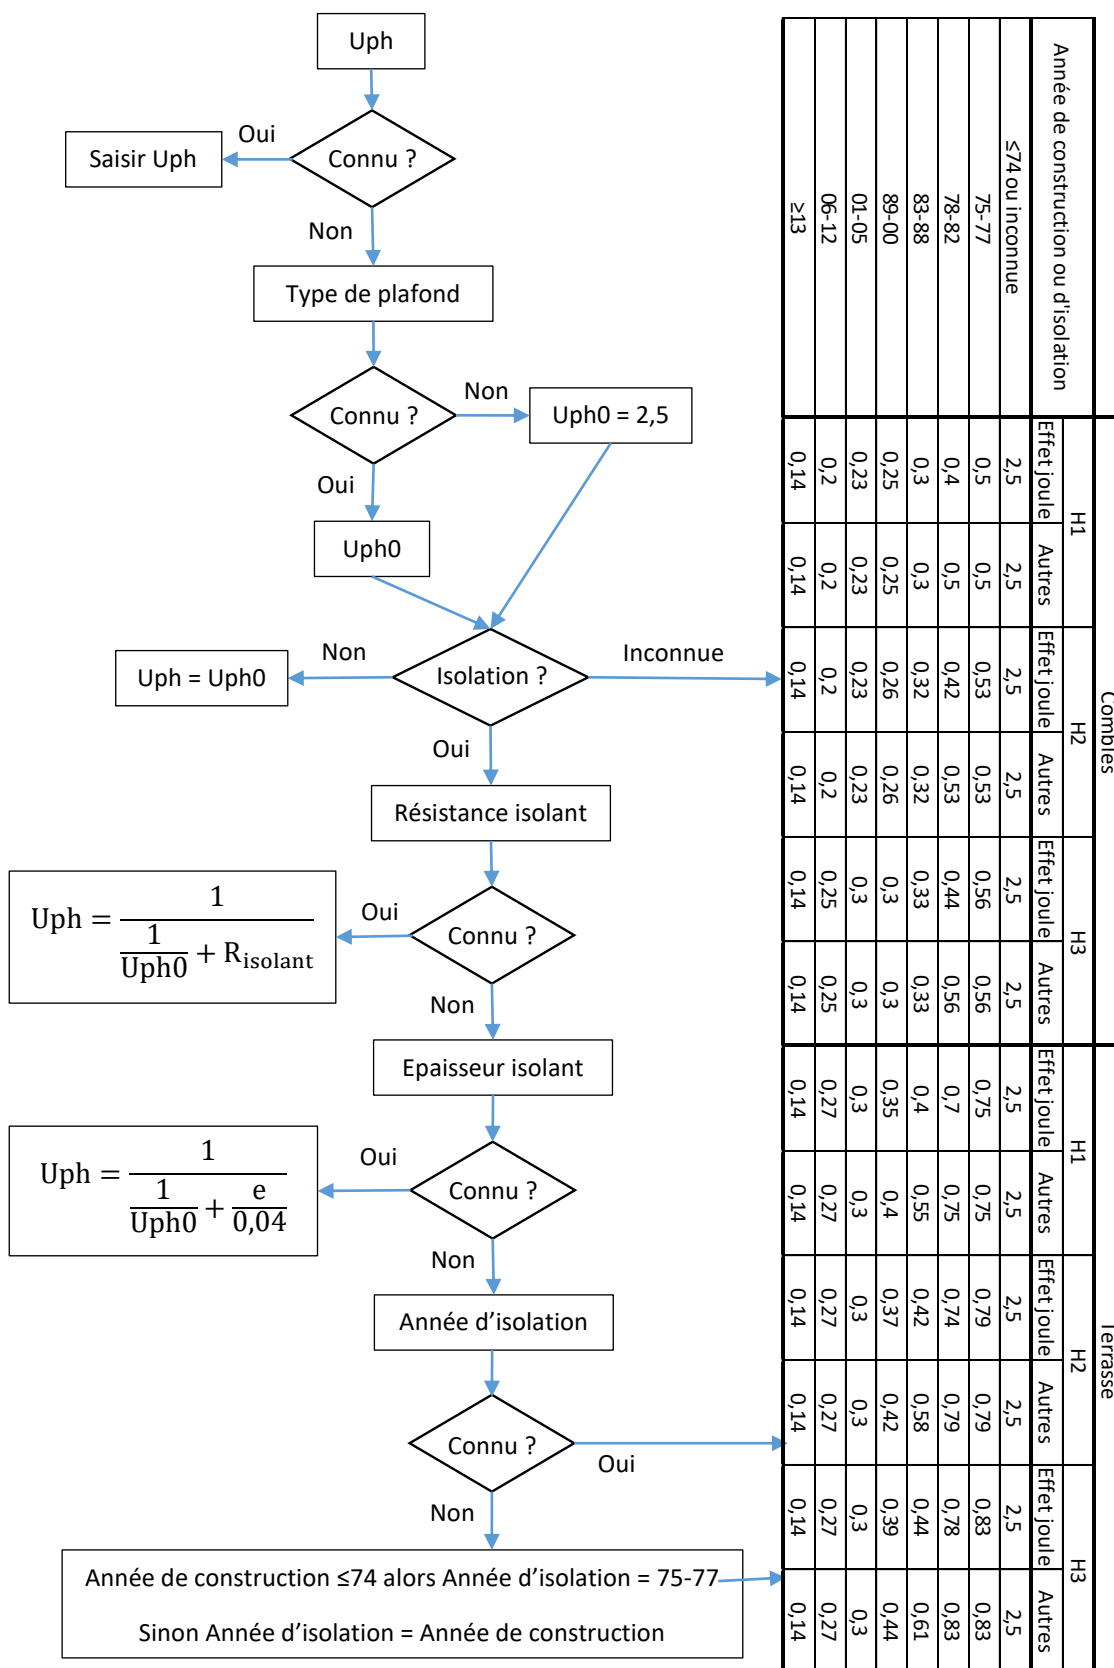 Uph
Connu ?
Oui
Saisir Uph
Non
Type de plafond
Connu ?
Non
Uph0 = 2,5
Oui
Uph0
Isolation ?
Non
Uph = Uph0
Inconnue
Oui
Résistance isolant
Connu ?
Oui
Uph = 1 / (1/Uph0 + R_isolant)
Non
Epaisseur isolant
Connu ?
Oui
Uph = 1 / (1/Uph0 + e/0,04)
Non
Année d’isolation
Connu ?
Oui
Non
Année de construction ≤74 alors Année d’isolation = 75-77
Sinon Année d’isolation = Année de construction
Année de construction ou d'isolation
Combles
Terrasse
H1 H2 H3 H1 H2 H3
Effet joule Autres Effet joule Autres Effet joule Autres Effet joule Autres Effet joule Autres Effet joule Autres
≤74 ou inconnue 2,5 2,5 2,5 2,5 2,5 2,5 2,5 2,5 2,5 2,5 2,5 2,5
75-77 0,5 0,5 0,53 0,53 0,56 0,56 0,75 0,75 0,79 0,79 0,83 0,83
78-82 0,4 0,5 0,42 0,53 0,44 0,56 0,7 0,75 0,74 0,79 0,78 0,83
83-88 0,3 0,3 0,32 0,32 0,33 0,33 0,4 0,55 0,42 0,58 0,44 0,61
89-00 0,25 0,25 0,26 0,26 0,3 0,3 0,35 0,4 0,37 0,42 0,39 0,44
01-05 0,23 0,23 0,23 0,23 0,3 0,3 0,3 0,3 0,3 0,3 0,3 0,3
06-12 0,2 0,2 0,2 0,2 0,25 0,25 0,27 0,27 0,27 0,27 0,27 0,27
≥13 0,14 0,14 0,14 0,14 0,14 0,14 0,14 0,14 0,14 0,14 0,14 0,14